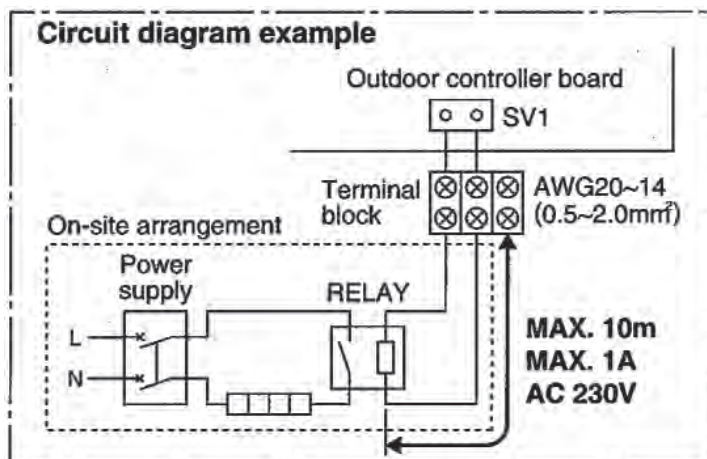 Circuit diagram example
Outdoor controller board
SV1
Terminal
block
AWG20~14
(0.5~2.0mm²)
On-site arrangement
Power
supply
RELAY
L
N
MAX. 10m
MAX. 1A
AC 230V